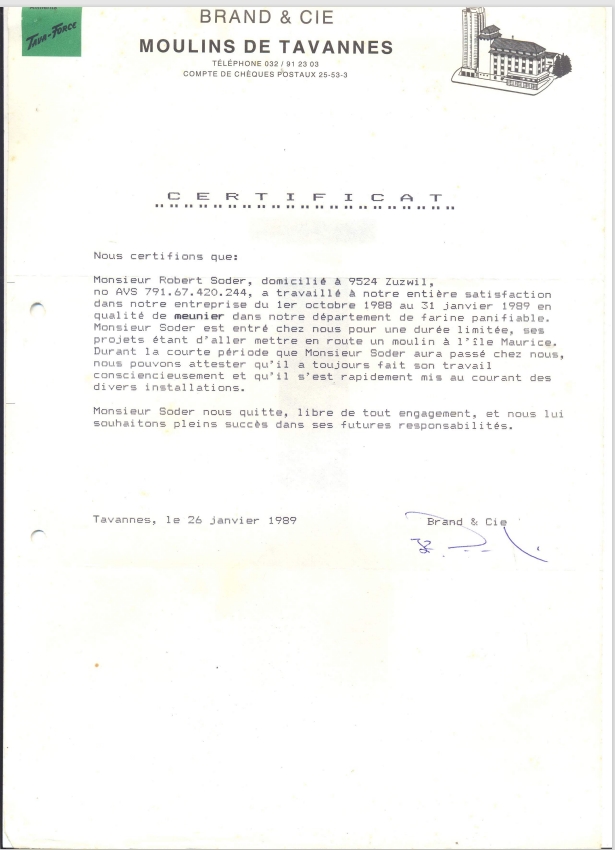 Tava-Force
BRAND & CIE
MOULINS DE TAVANNES
TÉLÉPHONE 032 / 91 23 03
COMPTE DE CHÈQUES POSTAUX 25-53-3
CERTIFICAT
Nous certifions que:
Monsieur Robert Soder, domicilié à 9524 Zuzwil,
no AVS 791.67.420.244, a travaillé à notre entière satisfaction
dans notre entreprise du 1er octobre 1988 au 31 janvier 1989 en
qualité de meunier dans notre département de farine panifiable.
Monsieur Soder est entré chez nous pour une durée limitée, ses
projets étant d'aller mettre en route un moulin à l'île Maurice.
Durant la courte période que Monsieur Soder aura passé chez nous,
nous pouvons attester qu'il a toujours fait son travail
consciencieusement et qu'il s'est rapidement mis au courant des
divers installations.
Monsieur Soder nous quitte, libre de tout engagement, et nous lui
souhaitons pleins succès dans ses futures responsabilités.
Tavannes, le 26 janvier 1989
Brand & Cie